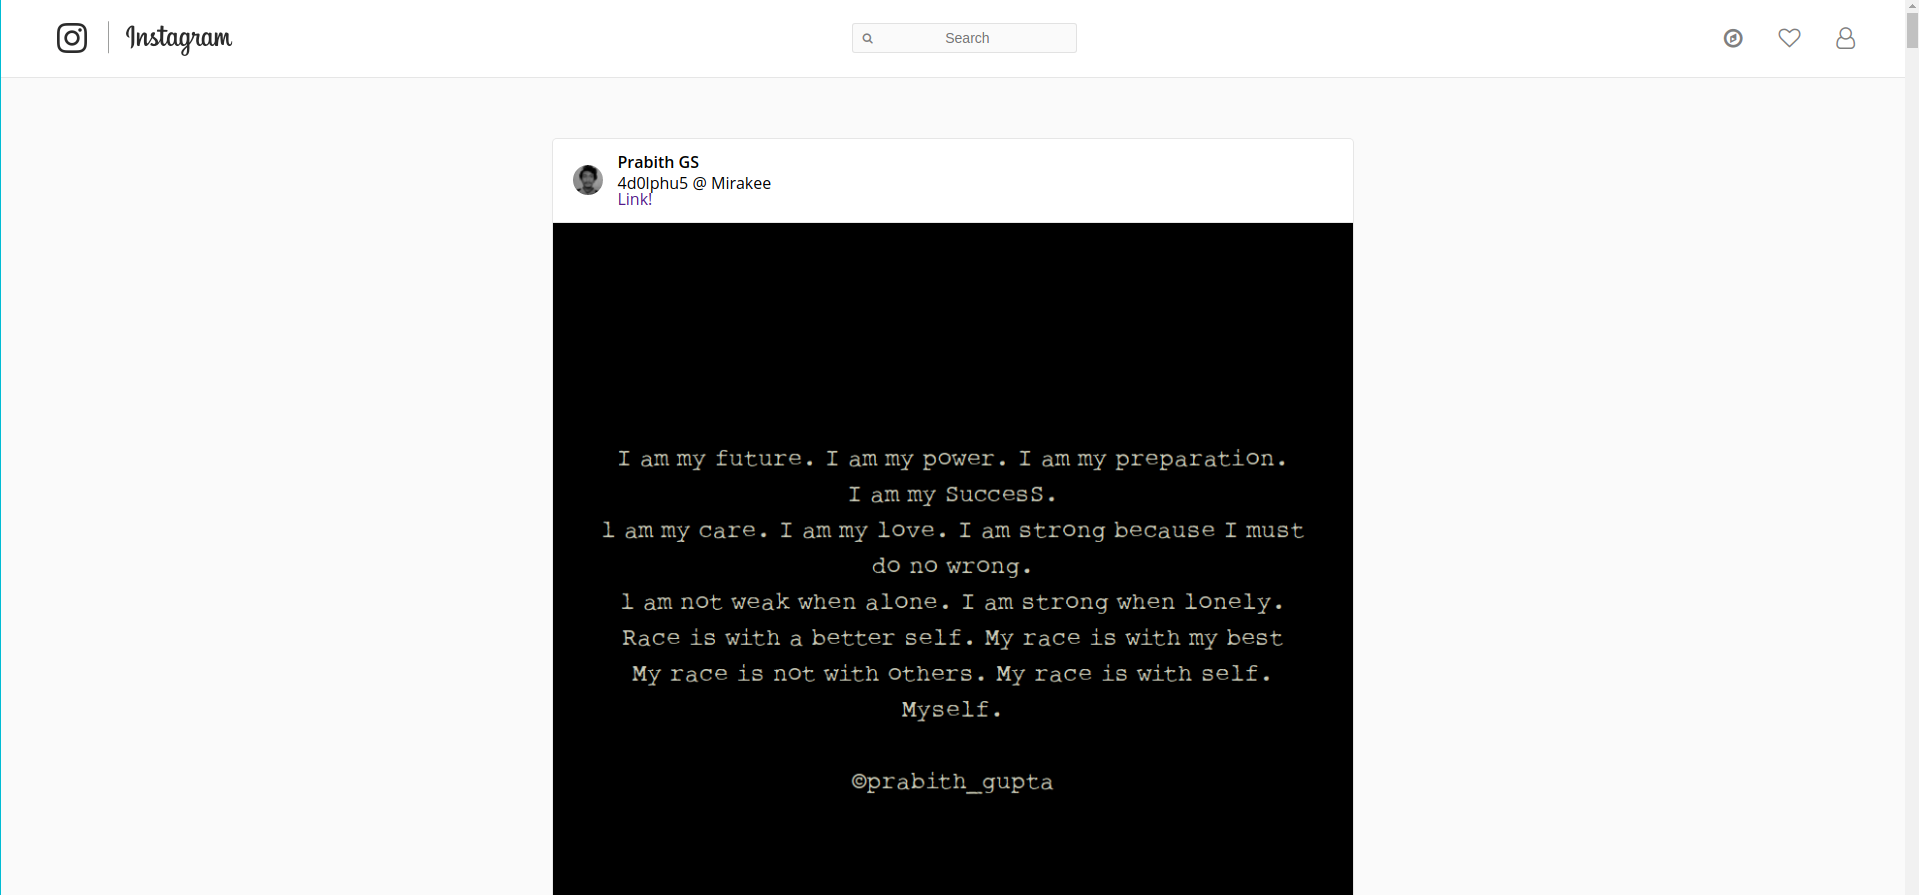 Instagram
Search
Prabith GS
4d0lphu5 @ Mirakee
Link!
I am my future. I am my power. I am my preparation.
I am my SuccesS.
l am my care. I am my love. I am strong because I must
do no wrong.
l am not weak when alone. I am strong when lonely.
Race is with a better self. My race is with my best
My race is not with others. My race is with self.
Myself.
©prabith_gupta